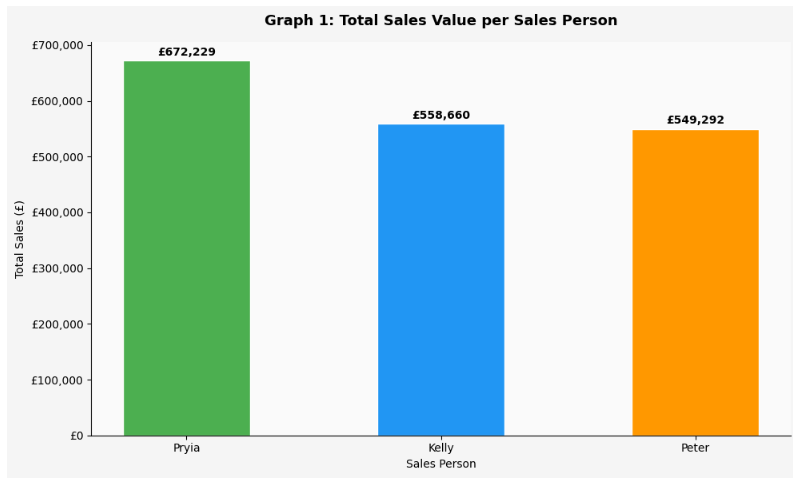 Graph 1: Total Sales Value per Sales Person
£700,000
£600,000
£500,000
£400,000
£300,000
£200,000
£100,000
£0
Total Sales (£)
£672,229
£558,660
£549,292
Pryia
Kelly
Peter
Sales Person